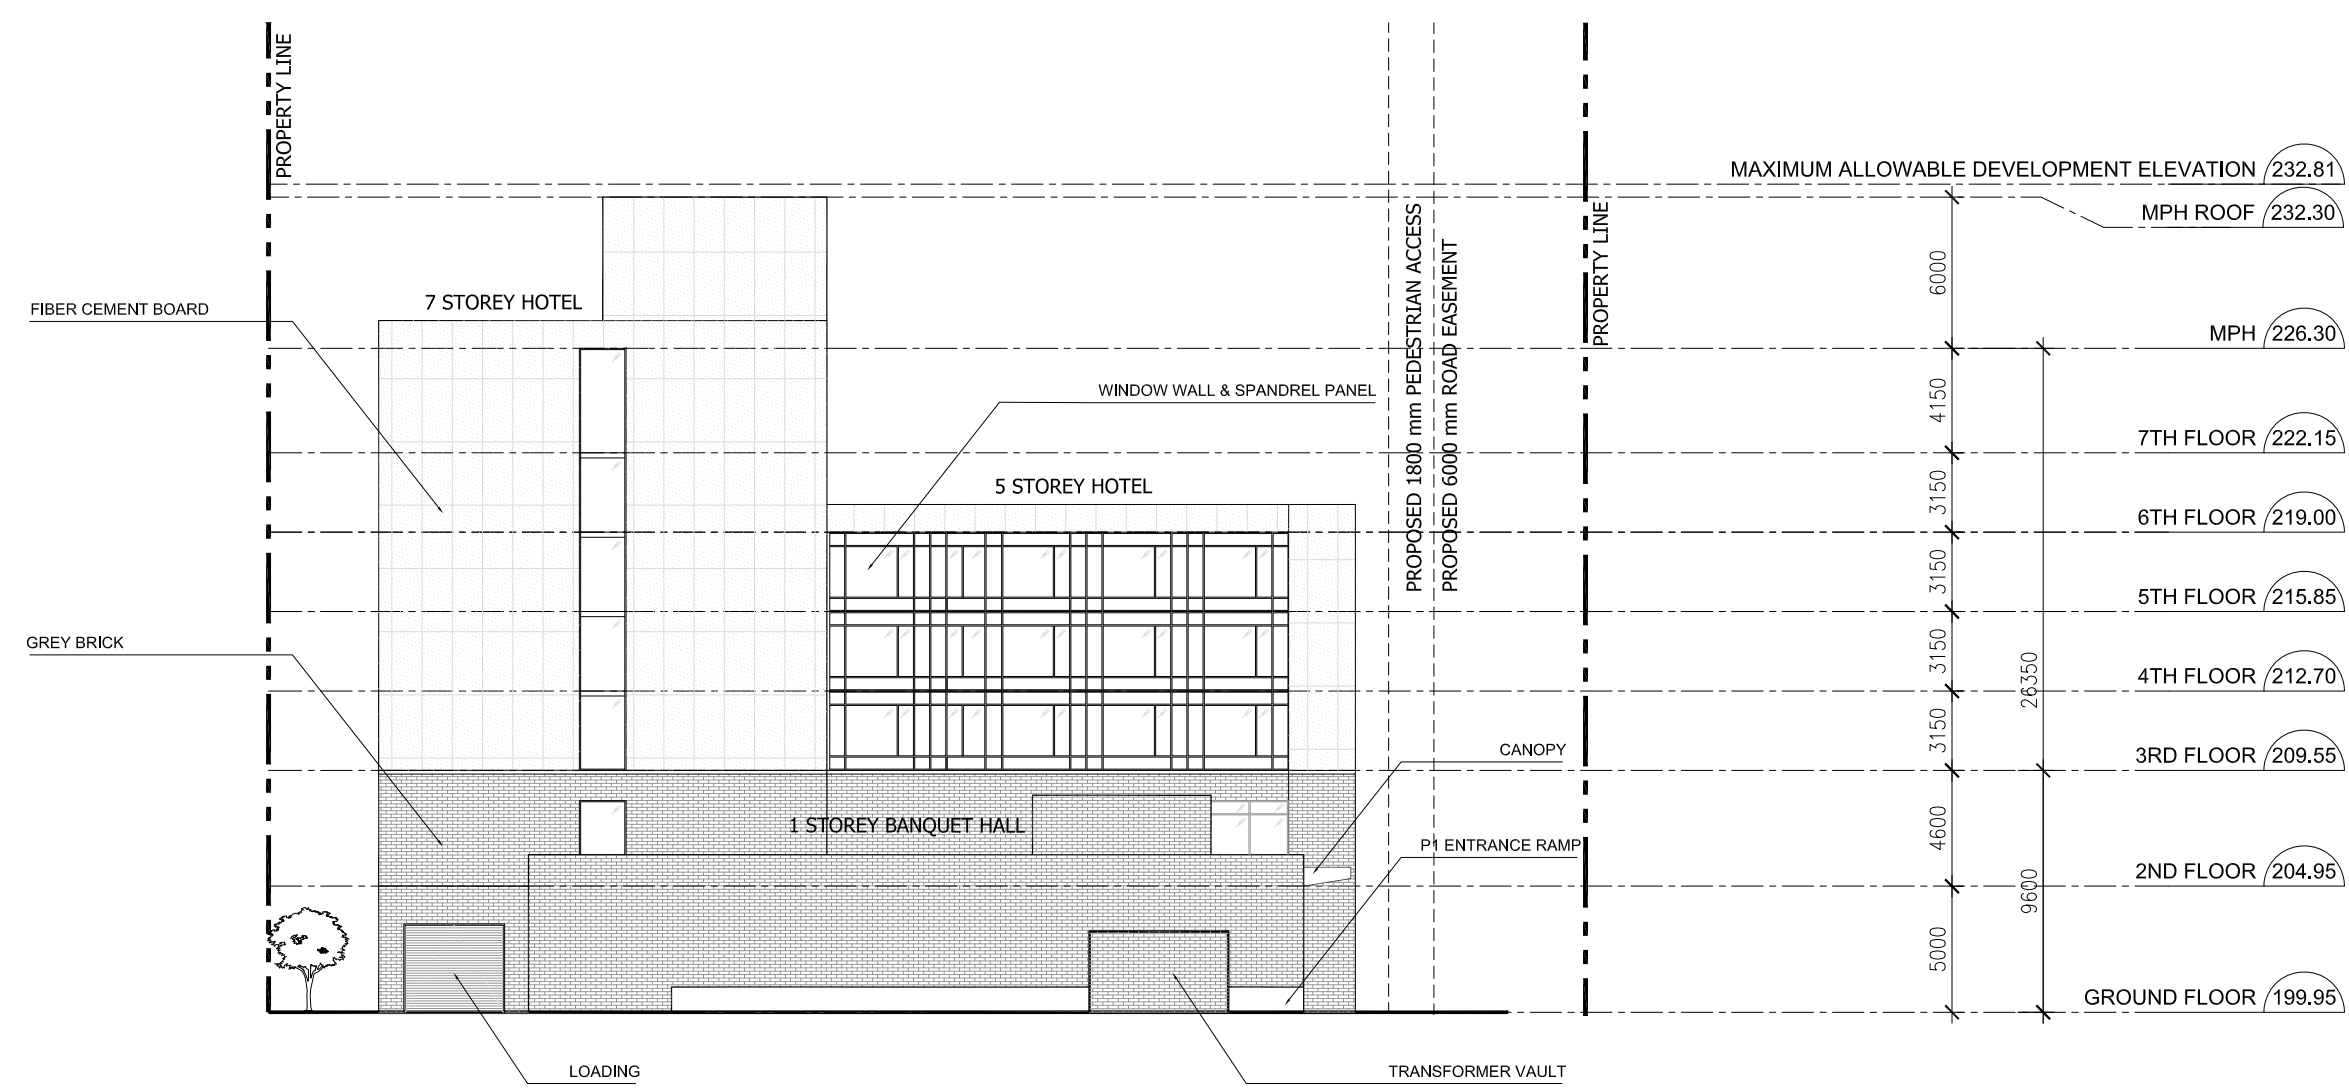 PROPERTY LINE
MAXIMUM ALLOWABLE DEVELOPMENT ELEVATION 232.81
MPH ROOF 232.30
PROPOSED 1800 mm PEDESTRIAN ACCESS
PROPOSED 6000 mm ROAD EASEMENT
PROPERTY LINE
6000
7 STOREY HOTEL
FIBER CEMENT BOARD
MPH 226.30
WINDOW WALL & SPANDREL PANEL
4150
7TH FLOOR 222.15
5 STOREY HOTEL
3150
6TH FLOOR 219.00
3150
5TH FLOOR 215.85
GREY BRICK
3150
26350
4TH FLOOR 212.70
3150
CANOPY
3RD FLOOR 209.55
1 STOREY BANQUET HALL
4600
P1 ENTRANCE RAMP
2ND FLOOR 204.95
9600
5000
GROUND FLOOR 199.95
LOADING
TRANSFORMER VAULT